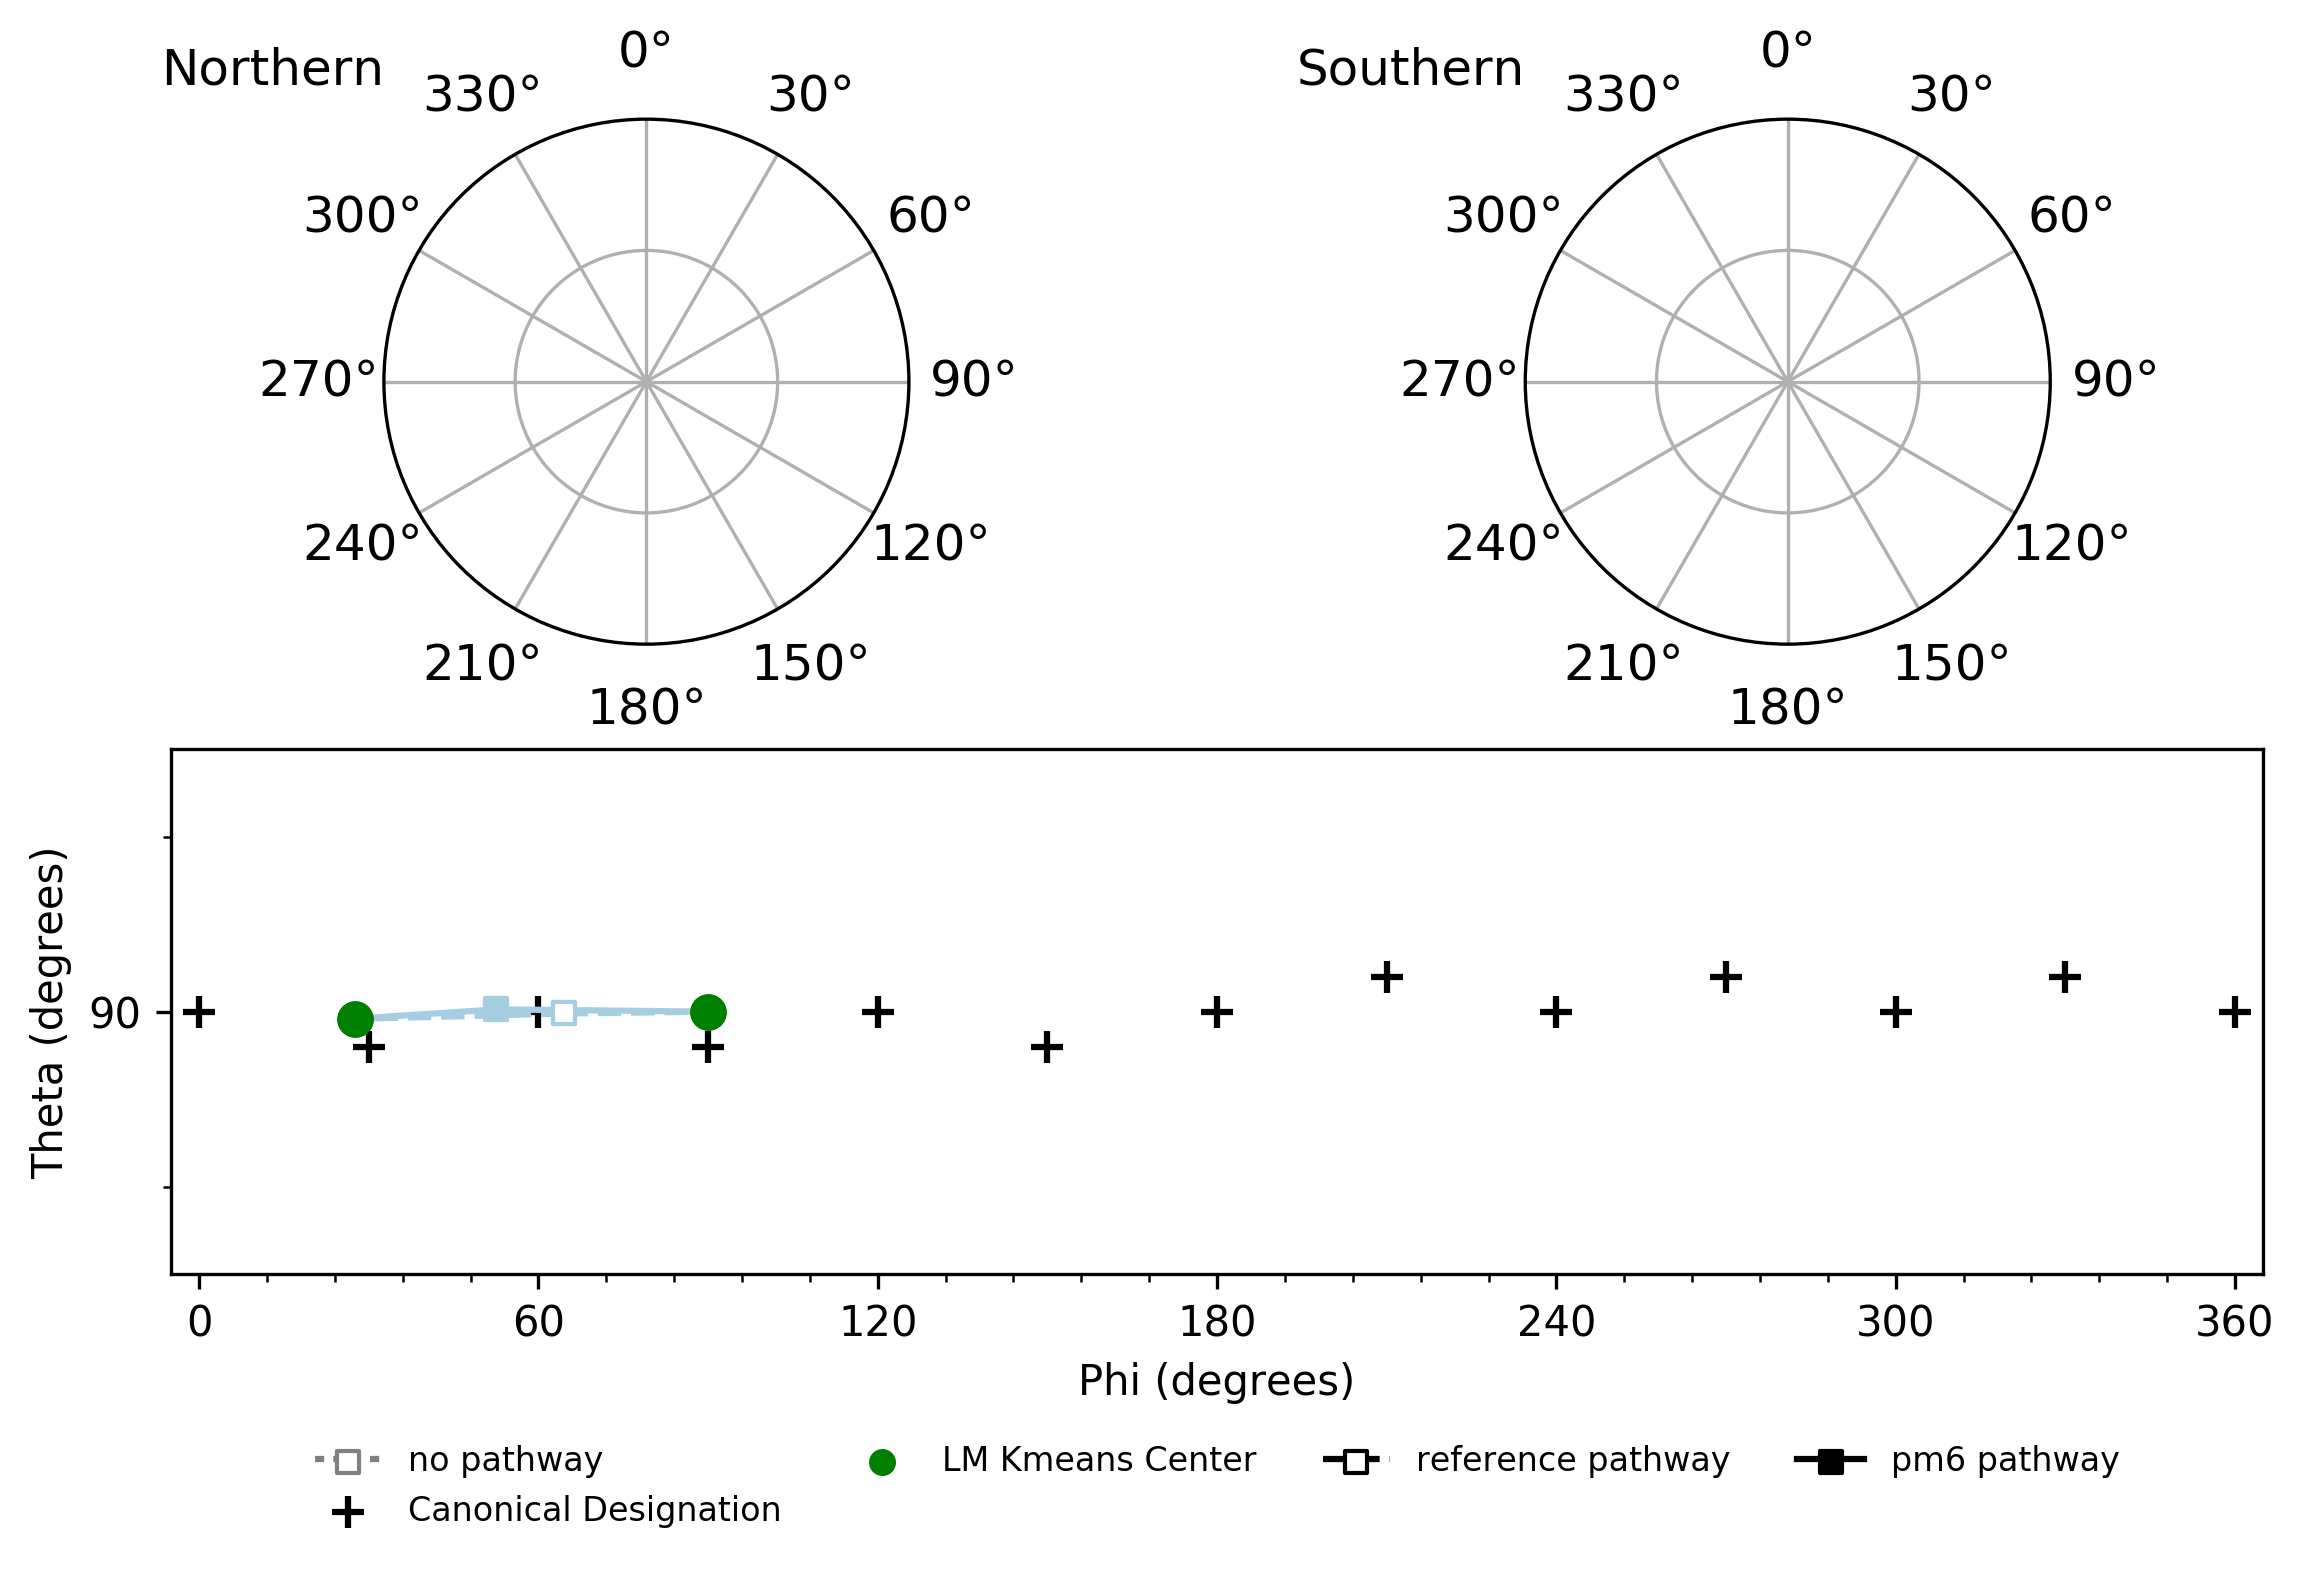 Northern
0°
330°
30°
300°
60°
270°
90°
240°
120°
210°
150°
180°
Southern
0°
330°
30°
300°
60°
270°
90°
240°
120°
210°
150°
180°
Theta (degrees)
90
0 60 120 180 240 300 360
Phi (degrees)
no pathway
Canonical Designation
LM Kmeans Center
reference pathway
pm6 pathway